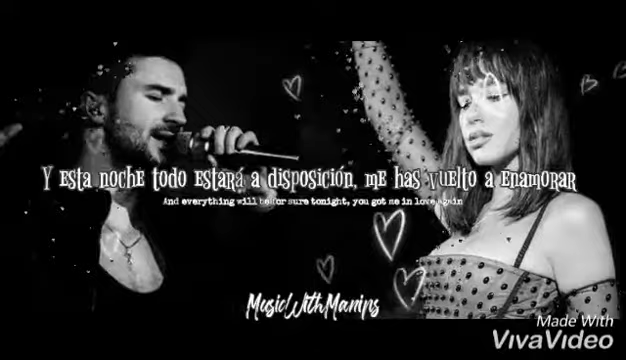 Y esta noche todo estará a disposición, me has vuelto a enamorar
And everything will be for sure tonight, you got me in love again
MusicWithManips
Made With
VivaVideo